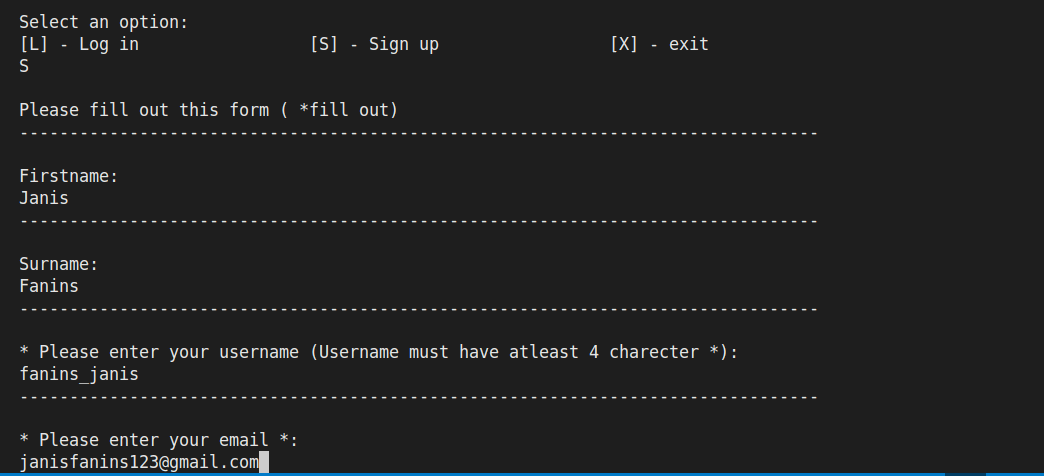 Select an option:
[L] - Log in                 [S] - Sign up                 [X] - exit
S
Please fill out this form ( *fill out)
--------------------------------------------------------------------------------
Firstname:
Janis
--------------------------------------------------------------------------------
Surname:
Fanins
--------------------------------------------------------------------------------
* Please enter your username (Username must have atleast 4 charecter *):
fanins_janis
--------------------------------------------------------------------------------
* Please enter your email *:
janisfanins123@gmail.com